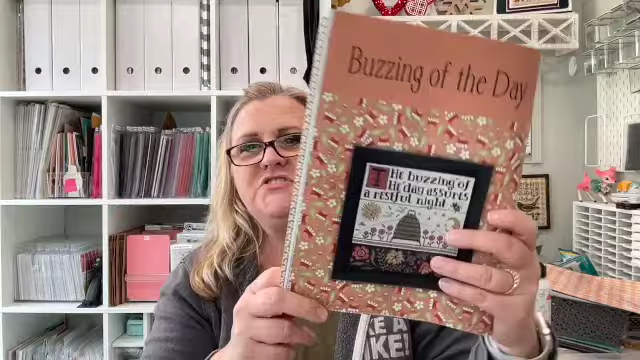 Buzzing of the Day
The buzzing of
the day assures
a restful night